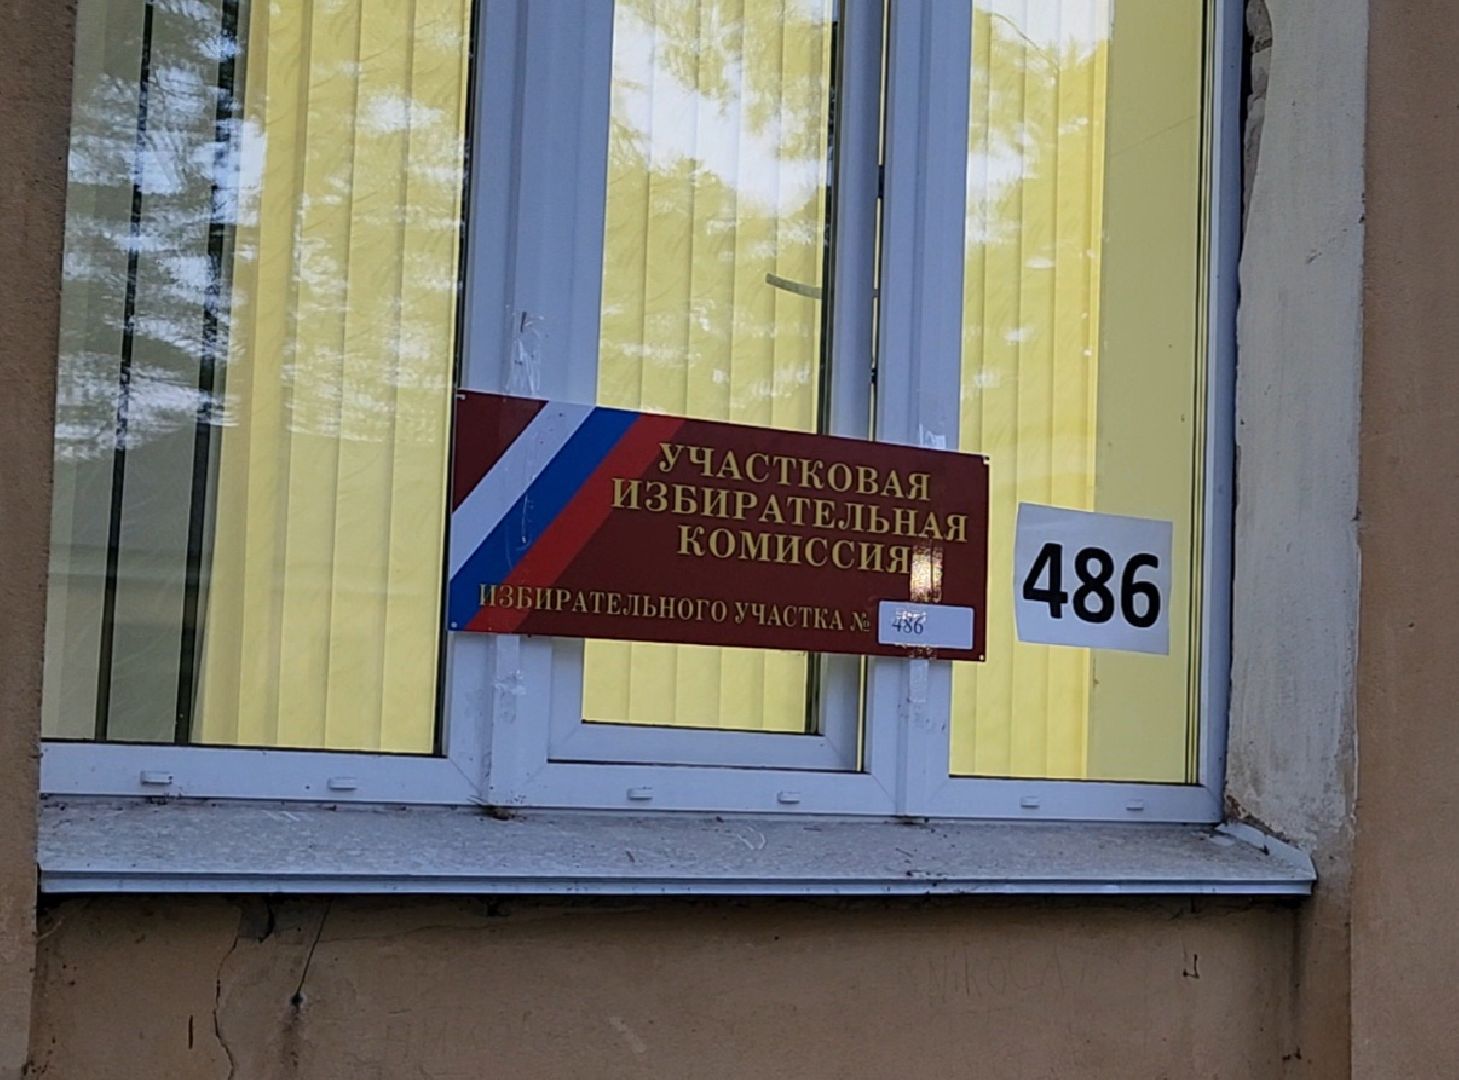 УЧАСТКОВАЯ
ИЗБИРАТЕЛЬНАЯ
КОМИССИЯ
ИЗБИРАТЕЛЬНОГО УЧАСТКА № 486
486